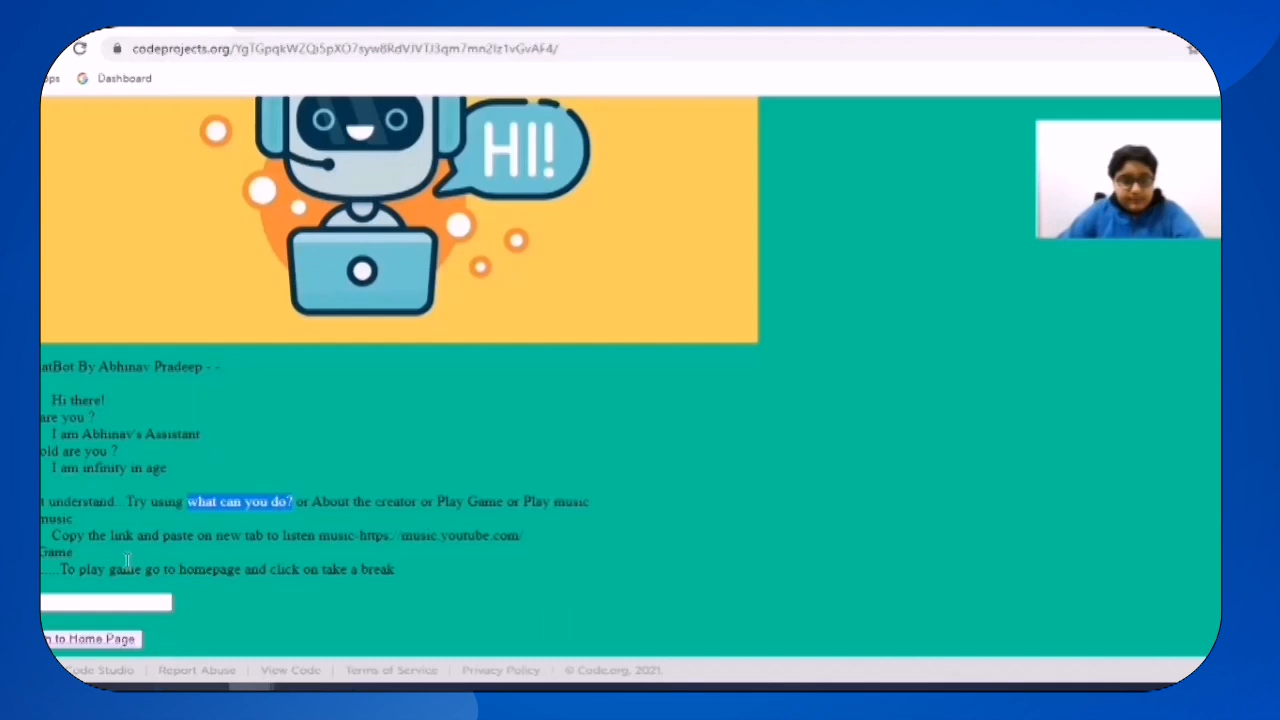 codeprojects.org/
Dashboard
HI!
atBot By Abhinav Pradeep - -
Hi there!
are you ?
I am Abhinav's Assistant
old are you ?
I am infinity in age
t understand...Try using what can you do? or About the creator or Play Game or Play music
music
Copy the link and paste on new tab to listen music-https://music.youtube.com/
Game
....To play game go to homepage and click on take a break
n to Home Page
Code Studio | Report Abuse | View Code | Terms of Service | Privacy Policy | © Code.org, 2021.